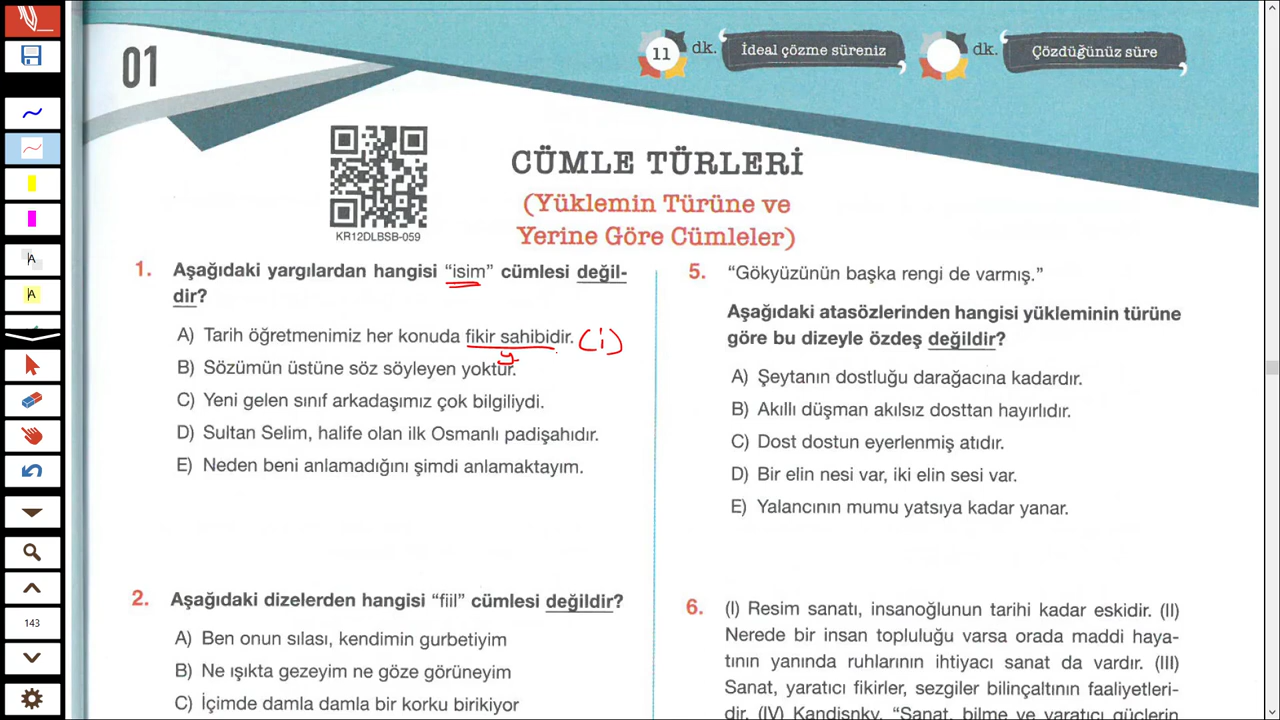 01
11 dk. İdeal çözme süreniz
dk. Çözdüğünüz süre
KR12DLBSB-059
CÜMLE TÜRLERİ
(Yüklemin Türüne ve
Yerine Göre Cümleler)
1. Aşağıdaki yargılardan hangisi “isim” cümlesi değil-
dir?
A) Tarih öğretmenimiz her konuda fikir sahibidir. (i)
y
B) Sözümün üstüne söz söyleyen yoktur.
C) Yeni gelen sınıf arkadaşımız çok bilgiliydi.
D) Sultan Selim, halife olan ilk Osmanlı padişahıdır.
E) Neden beni anlamadığını şimdi anlamaktayım.
2. Aşağıdaki dizelerden hangisi “fiil” cümlesi değildir?
A) Ben onun sılası, kendimin gurbetiyim
B) Ne ışıkta gezeyim ne göze görüneyim
C) İçimde damla damla bir korku birikiyor
5. “Gökyüzünün başka rengi de varmış.”
Aşağıdaki atasözlerinden hangisi yükleminin türüne
göre bu dizeyle özdeş değildir?
A) Şeytanın dostluğu darağacına kadardır.
B) Akıllı düşman akılsız dosttan hayırlıdır.
C) Dost dostun eyerlenmiş atıdır.
D) Bir elin nesi var, iki elin sesi var.
E) Yalancının mumu yatsıya kadar yanar.
6. (I) Resim sanatı, insanoğlunun tarihi kadar eskidir. (II)
Nerede bir insan topluluğu varsa orada maddi haya-
tının yanında ruhlarının ihtiyacı sanat da vardır. (III)
Sanat, yaratıcı fikirler, sezgiler bilinçaltının faaliyetleri-
dir. (IV) Kandisnky, “Sanat, bilme ve yaratıcı güçlerin
A
A
143